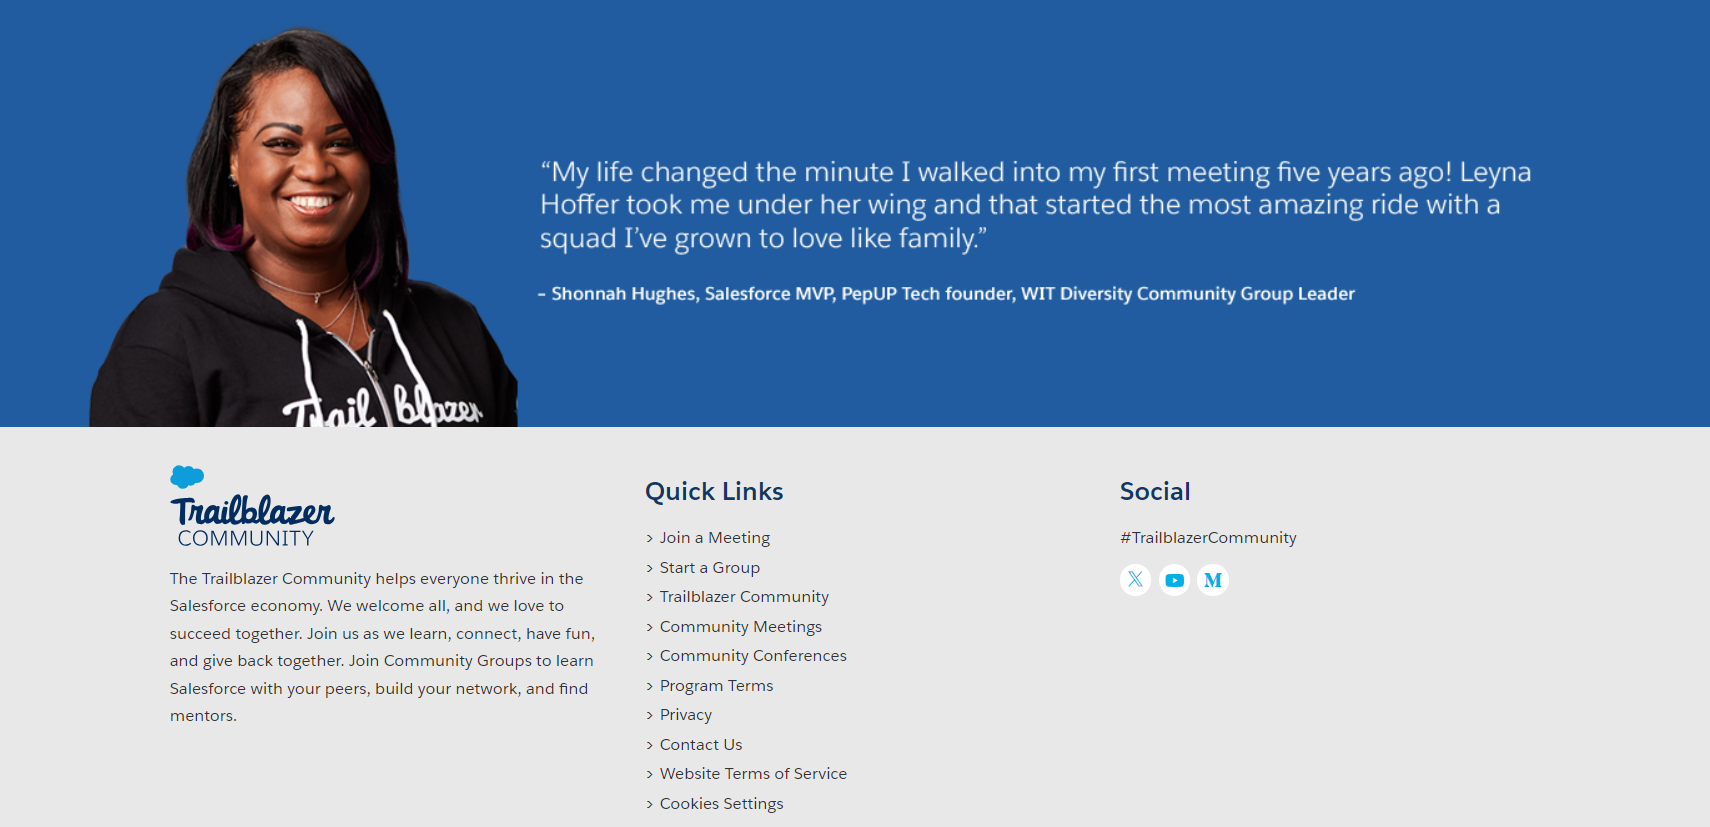 “My life changed the minute I walked into my first meeting five years ago! Leyna
Hoffer took me under her wing and that started the most amazing ride with a
squad I’ve grown to love like family.”
– Shonnah Hughes, Salesforce MVP, PepUP Tech founder, WIT Diversity Community Group Leader
Trailblazer
Trailblazer
COMMUNITY
The Trailblazer Community helps everyone thrive in the
Salesforce economy. We welcome all, and we love to
succeed together. Join us as we learn, connect, have fun,
and give back together. Join Community Groups to learn
Salesforce with your peers, build your network, and find
mentors.
Quick Links
> Join a Meeting
> Start a Group
> Trailblazer Community
> Community Meetings
> Community Conferences
> Program Terms
> Privacy
> Contact Us
> Website Terms of Service
> Cookies Settings
Social
#TrailblazerCommunity
X
M